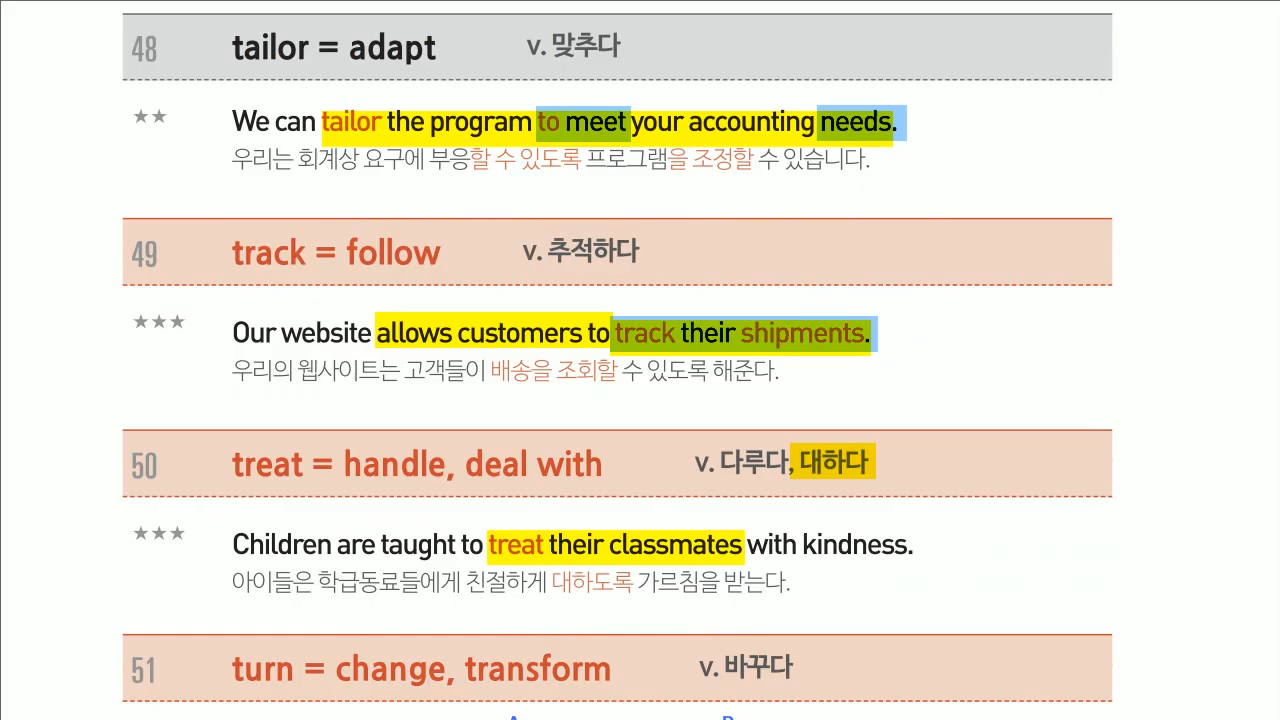 48 tailor = adapt v. 맞추다
★★ We can tailor the program to meet your accounting needs.
우리는 회계상 요구에 부응할 수 있도록 프로그램을 조정할 수 있습니다.
49 track = follow v. 추적하다
★★★ Our website allows customers to track their shipments.
우리의 웹사이트는 고객들이 배송을 조회할 수 있도록 해준다.
50 treat = handle, deal with v. 다루다, 대하다
★★★ Children are taught to treat their classmates with kindness.
아이들은 학급동료들에게 친절하게 대하도록 가르침을 받는다.
51 turn = change, transform v. 바꾸다